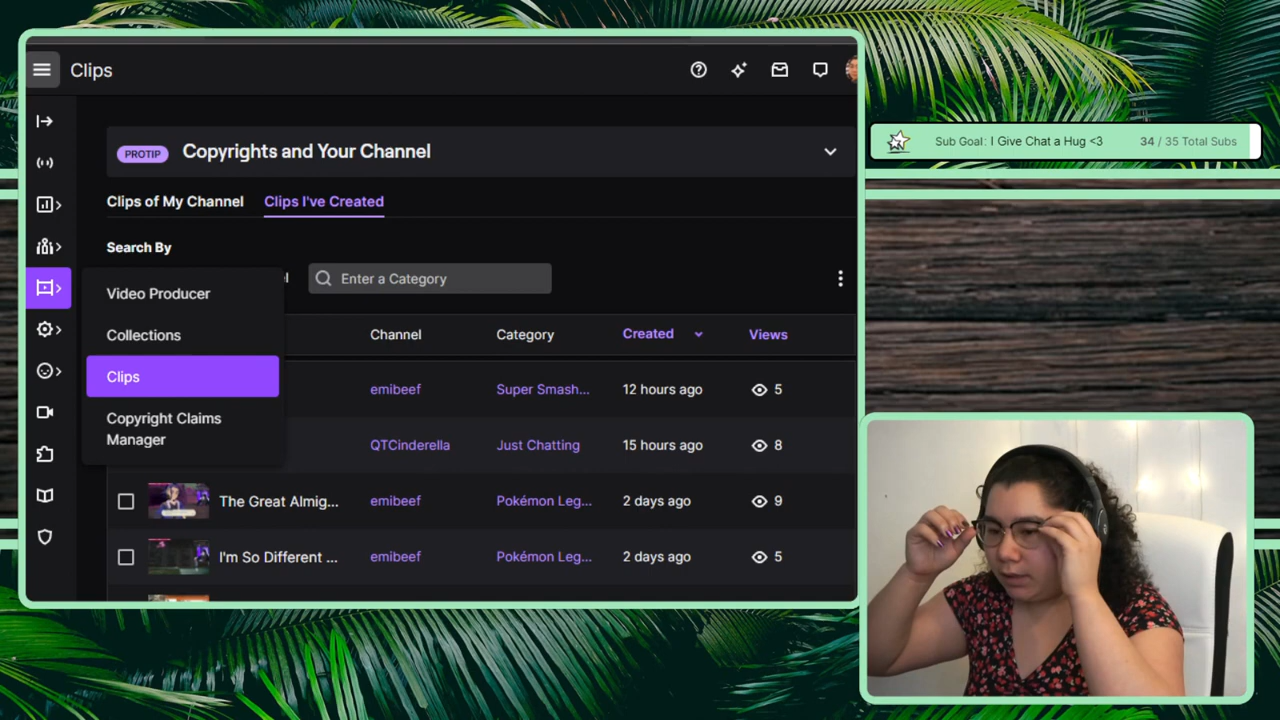 Clips
PROTIP Copyrights and Your Channel
Clips of My Channel Clips I've Created
Search By
Enter a Category
Video Producer
Collections
Clips
Copyright Claims
Manager
Channel Category Created Views
emibeef Super Smash... 12 hours ago 5
QTCinderella Just Chatting 15 hours ago 8
The Great Almig... emibeef Pokémon Leg... 2 days ago 9
I'm So Different ... emibeef Pokémon Leg... 2 days ago 5
Sub Goal: I Give Chat a Hug <3 34 / 35 Total Subs